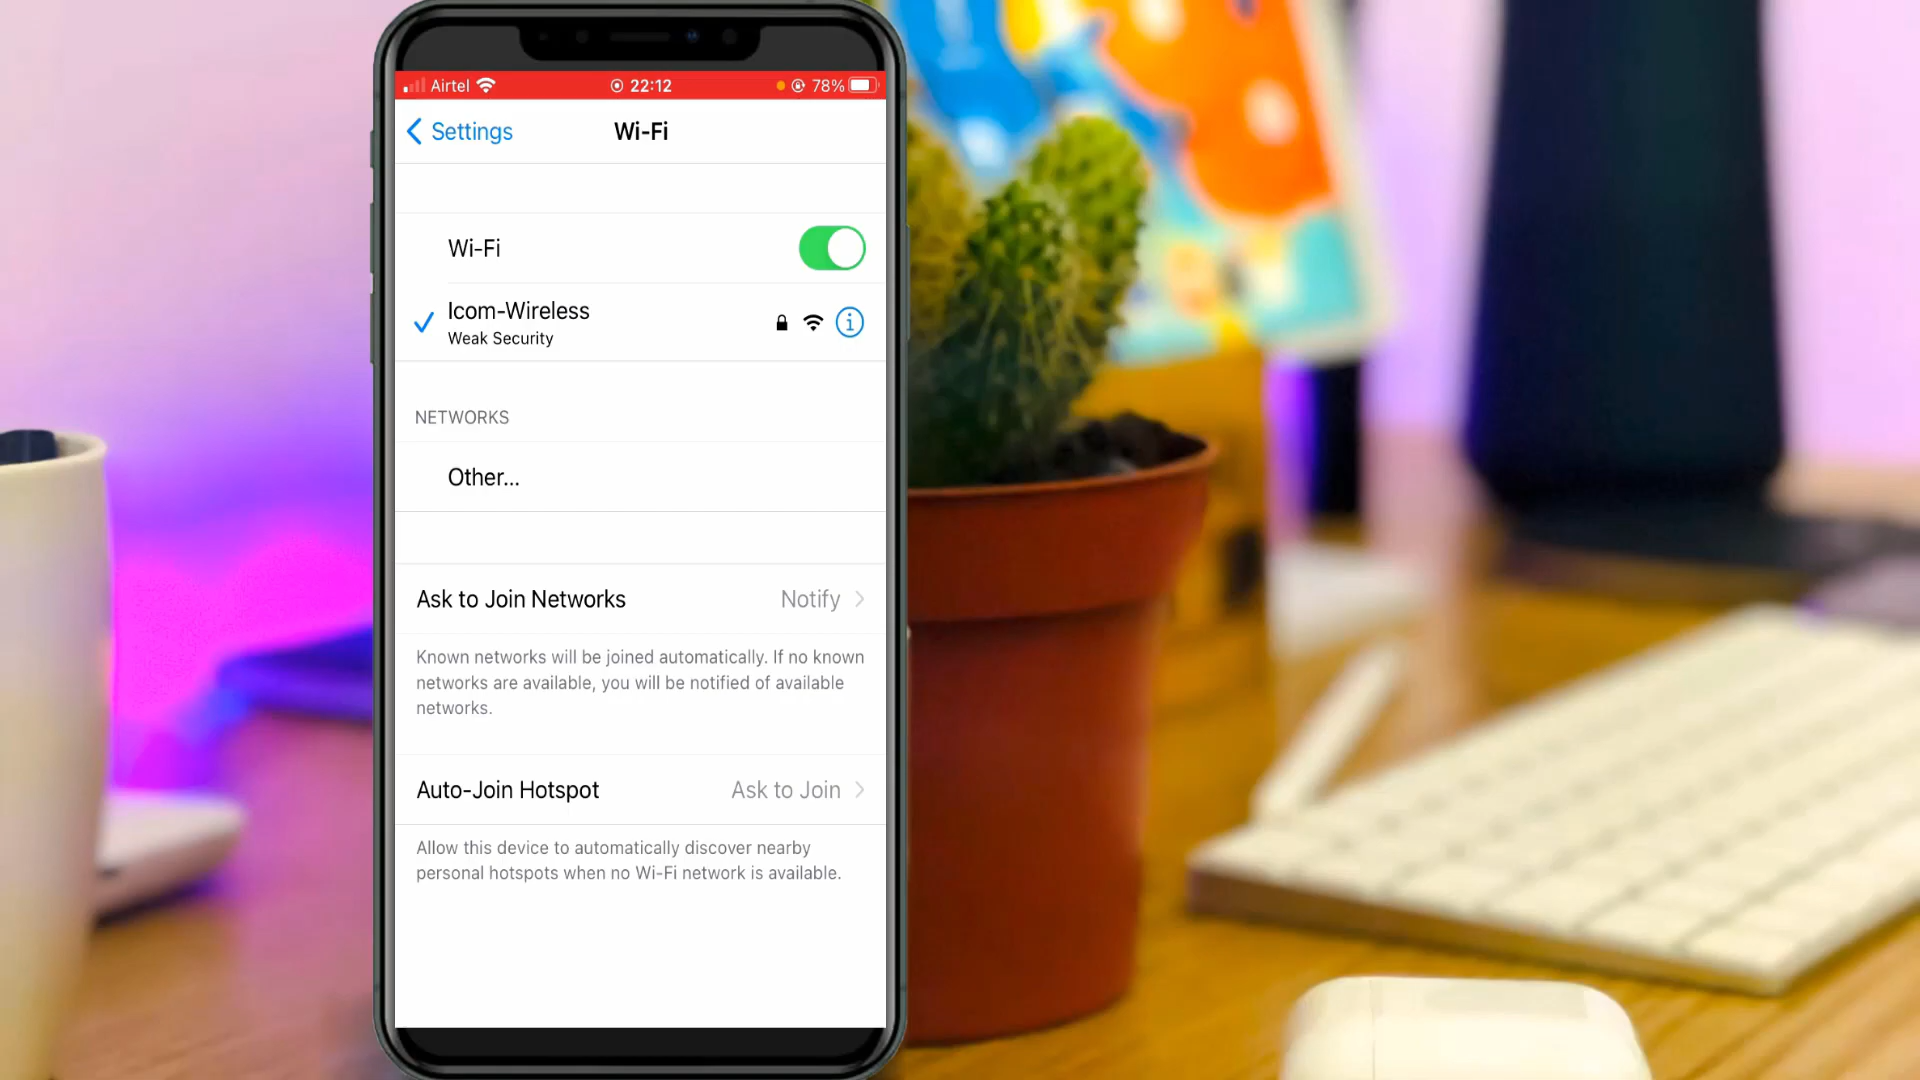 Airtel 22:12 78%
Settings Wi-Fi
Wi-Fi
Icom-Wireless
Weak Security
NETWORKS
Other...
Ask to Join Networks Notify
Known networks will be joined automatically. If no known
networks are available, you will be notified of available
networks.
Auto-Join Hotspot Ask to Join
Allow this device to automatically discover nearby
personal hotspots when no Wi-Fi network is available.